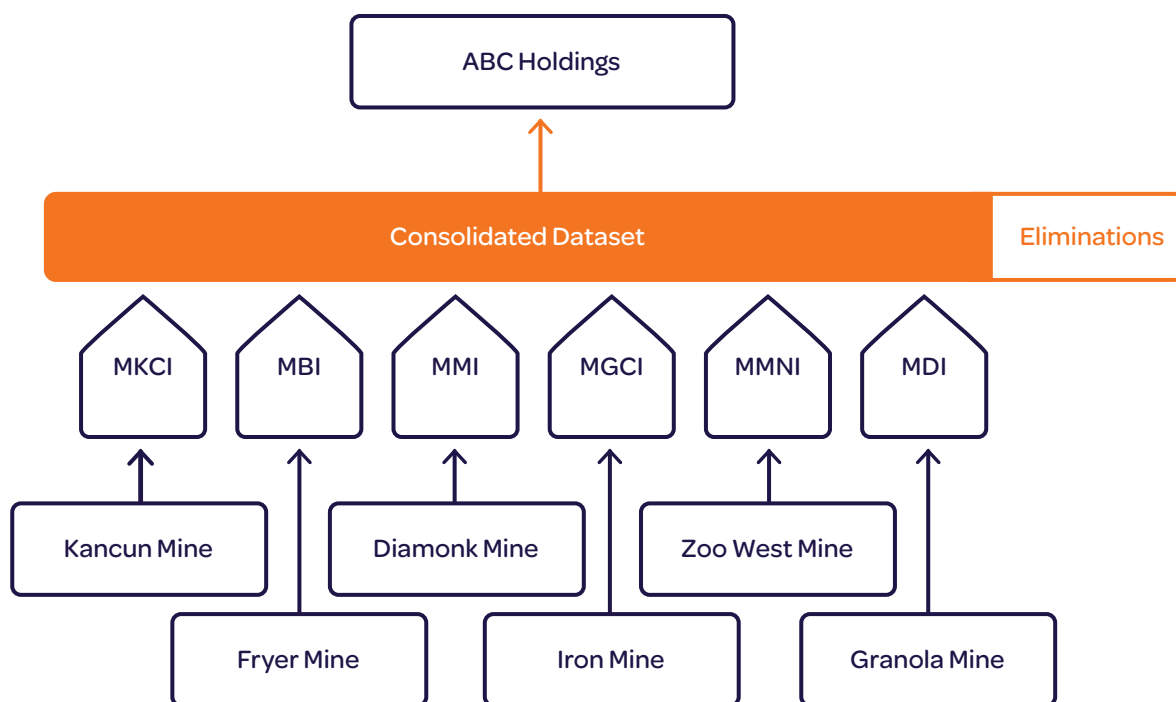 ABC Holdings
Consolidated Dataset
Eliminations
MKCI
MBI
MMI
MGCI
MMNI
MDI
Kancun Mine
Diamonk Mine
Zoo West Mine
Fryer Mine
Iron Mine
Granola Mine